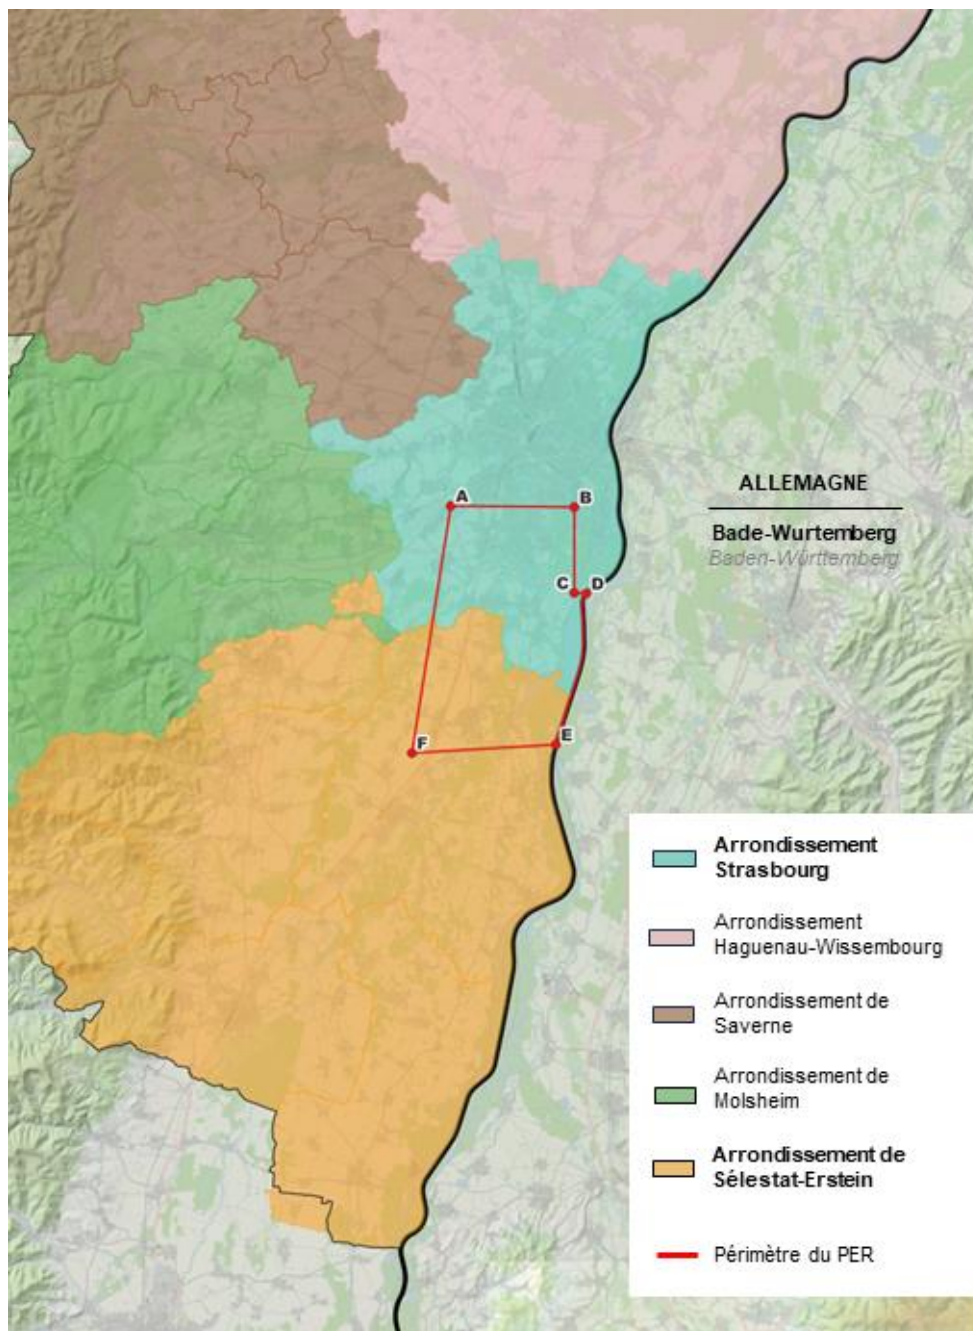 A
B
ALLEMAGNE
Bade-Wurtemberg
Baden-Württemberg
C
D
E
F
Arrondissement
Strasbourg
Arrondissement
Haguenau-Wissembourg
Arrondissement de
Saverne
Arrondissement de
Molsheim
Arrondissement de
Sélestat-Erstein
Périmètre du PER